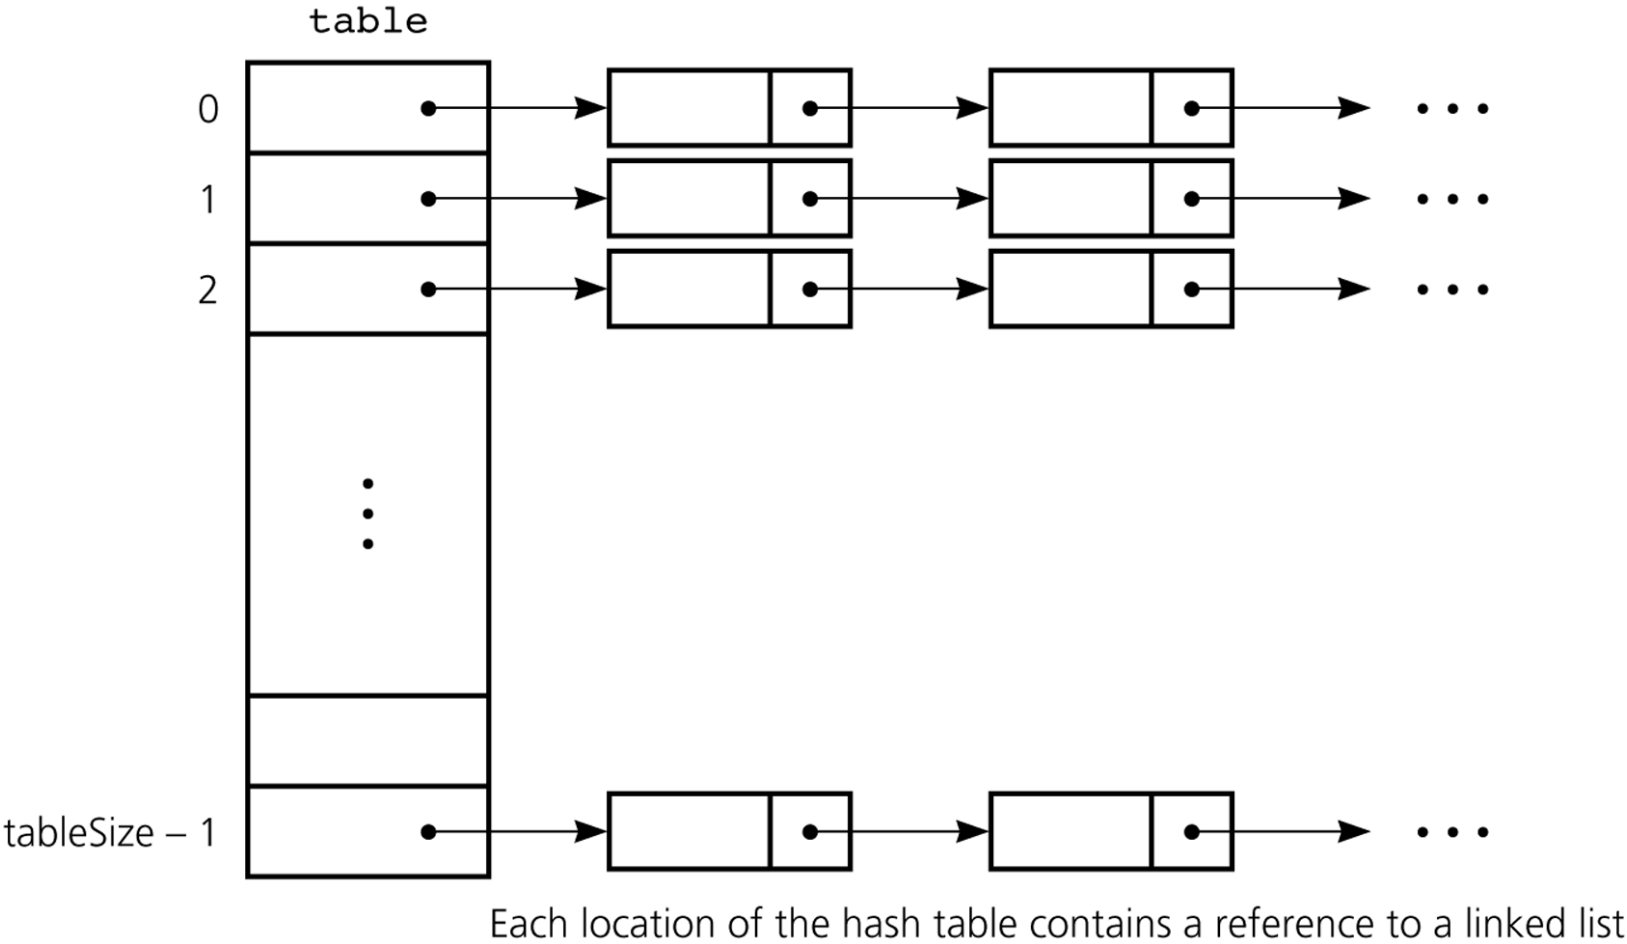 table
0
1
2
tableSize – 1
Each location of the hash table contains a reference to a linked list